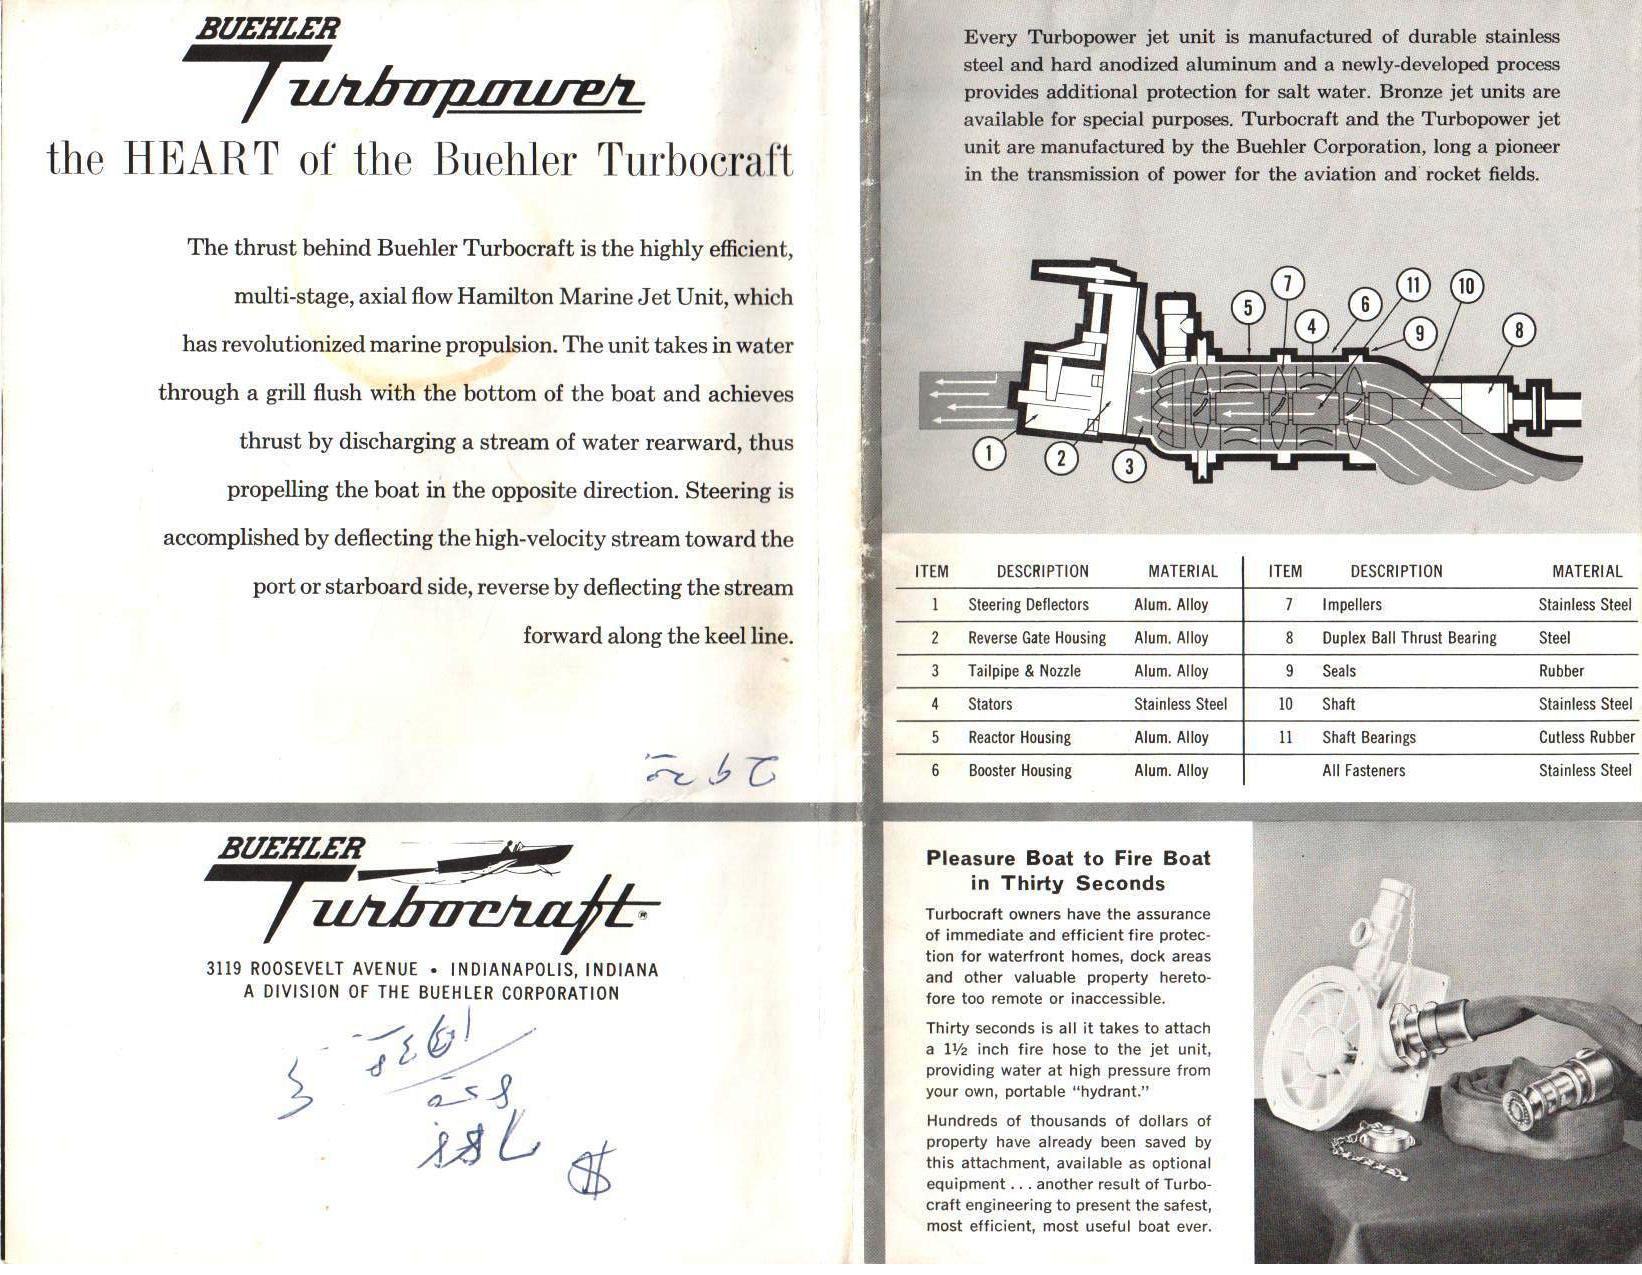 BUEHLER
Turbopower
the HEART of the Buehler Turbocraft
The thrust behind Buehler Turbocraft is the highly efficient,
multi-stage, axial flow Hamilton Marine Jet Unit, which
has revolutionized marine propulsion. The unit takes in water
through a grill flush with the bottom of the boat and achieves
thrust by discharging a stream of water rearward, thus
propelling the boat in the opposite direction. Steering is
accomplished by deflecting the high-velocity stream toward the
port or starboard side, reverse by deflecting the stream
forward along the keel line.
BUEHLER
Turbocraft®
3119 ROOSEVELT AVENUE • INDIANAPOLIS, INDIANA
A DIVISION OF THE BUEHLER CORPORATION
$
Every Turbopower jet unit is manufactured of durable stainless
steel and hard anodized aluminum and a newly-developed process
provides additional protection for salt water. Bronze jet units are
available for special purposes. Turbocraft and the Turbopower jet
unit are manufactured by the Buehler Corporation, long a pioneer
in the transmission of power for the aviation and rocket fields.
7 11 10
5 4 6 9 8
1 2 3
ITEM DESCRIPTION MATERIAL ITEM DESCRIPTION MATERIAL
1 Steering Deflectors Alum. Alloy 7 Impellers Stainless Steel
2 Reverse Gate Housing Alum. Alloy 8 Duplex Ball Thrust Bearing Steel
3 Tailpipe & Nozzle Alum. Alloy 9 Seals Rubber
4 Stators Stainless Steel 10 Shaft Stainless Steel
5 Reactor Housing Alum. Alloy 11 Shaft Bearings Cutless Rubber
6 Booster Housing Alum. Alloy All Fasteners Stainless Steel
Pleasure Boat to Fire Boat
in Thirty Seconds
Turbocraft owners have the assurance
of immediate and efficient fire protec-
tion for waterfront homes, dock areas
and other valuable property hereto-
fore too remote or inaccessible.
Thirty seconds is all it takes to attach
a 1½ inch fire hose to the jet unit,
providing water at high pressure from
your own, portable “hydrant.”
Hundreds of thousands of dollars of
property have already been saved by
this attachment, available as optional
equipment . . . another result of Turbo-
craft engineering to present the safest,
most efficient, most useful boat ever.